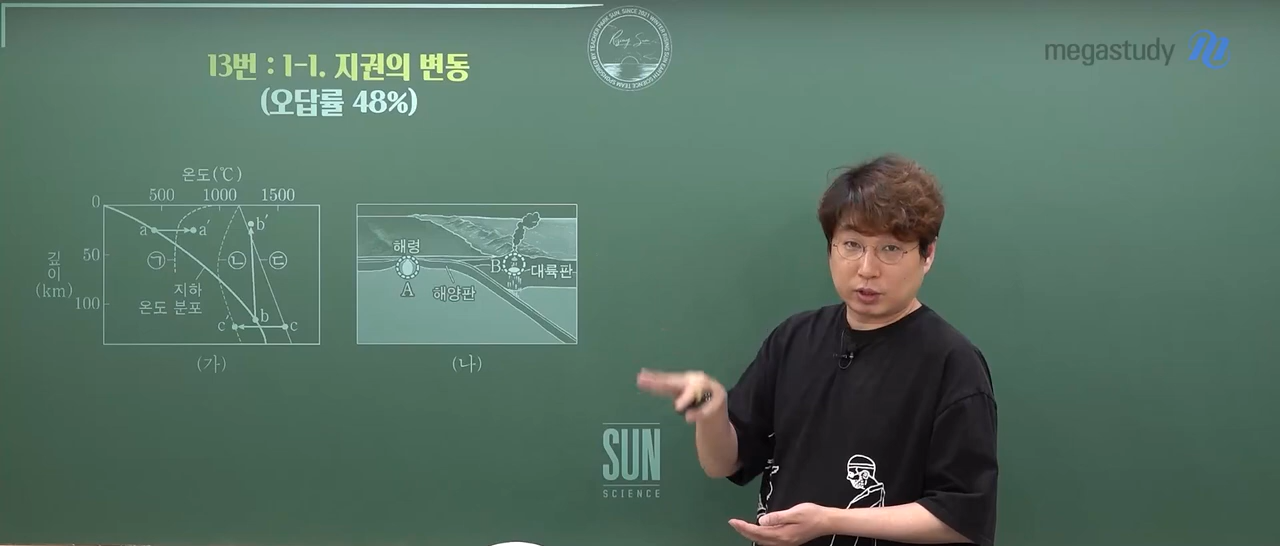 13번 : 1-1. 지권의 변동
(오답률 48%)
Rising Sun
megastudy
온도(℃)
0 500 1000 1500
a a′ b′
50
㉠ ㉡ ㉢
깊이
(km)
지하
온도 분포
100
c′ b c
(가)
해령
A
해양판
B
대륙판
(나)
SUN
SCIENCE